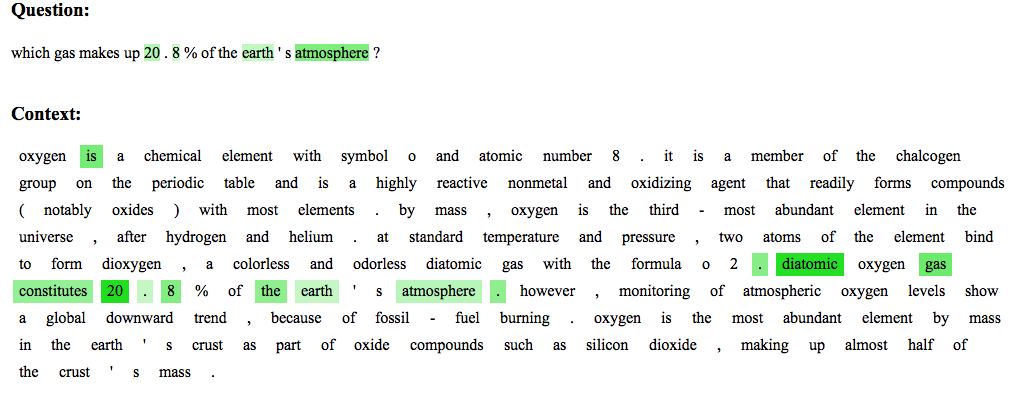 Question:
which gas makes up 20 . 8 % of the earth ' s atmosphere ?
Context:
oxygen is a chemical element with symbol o and atomic number 8 . it is a member of the chalcogen
group on the periodic table and is a highly reactive nonmetal and oxidizing agent that readily forms compounds
( notably oxides ) with most elements . by mass , oxygen is the third - most abundant element in the
universe , after hydrogen and helium . at standard temperature and pressure , two atoms of the element bind
to form dioxygen , a colorless and odorless diatomic gas with the formula o 2 . diatomic oxygen gas
constitutes 20 . 8 % of the earth ' s atmosphere . however , monitoring of atmospheric oxygen levels show
a global downward trend , because of fossil - fuel burning . oxygen is the most abundant element by mass
in the earth ' s crust as part of oxide compounds such as silicon dioxide , making up almost half of
the crust ' s mass .